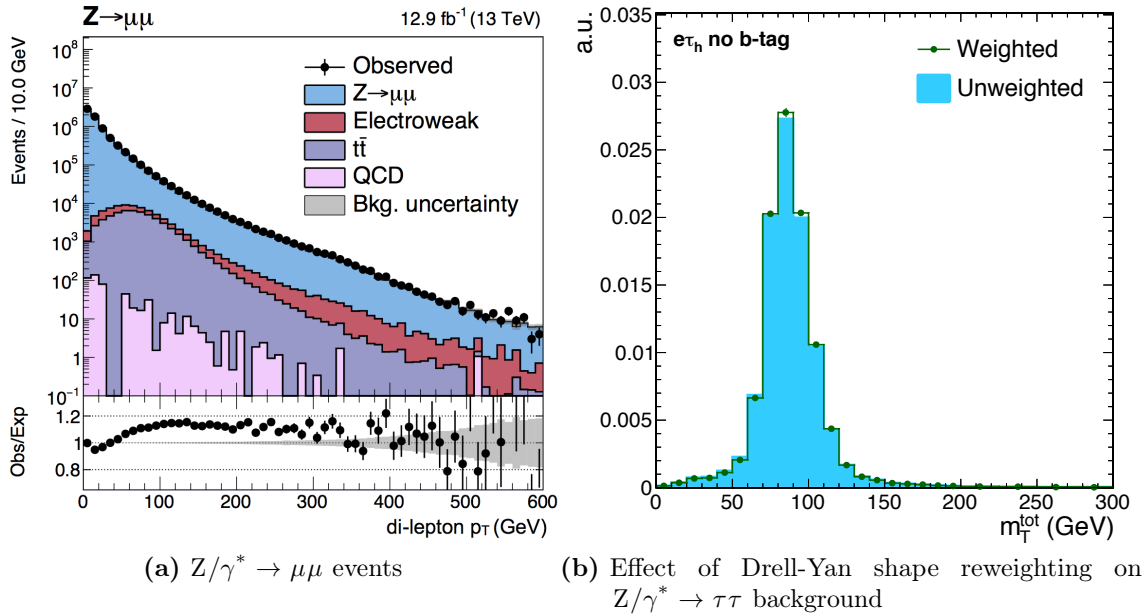 Z→μμ
12.9 fb⁻¹ (13 TeV)
Events / 10.0 GeV
10⁸
10⁷
10⁶
10⁵
10⁴
10³
10²
10
1
10⁻¹
Observed
Z→μμ
Electroweak
tt̄
QCD
Bkg. uncertainty
Obs/Exp
1.2
1
0.8
0 100 200 300 400 500 600
di-lepton p_T (GeV)
(a) Z/γ* → μμ events
a.u.
0.035
0.03
0.025
0.02
0.015
0.01
0.005
0
eτ_h no b-tag
Weighted
Unweighted
0 50 100 150 200 250 300
m_T^tot (GeV)
(b) Effect of Drell-Yan shape reweighting on
Z/γ* → ττ background